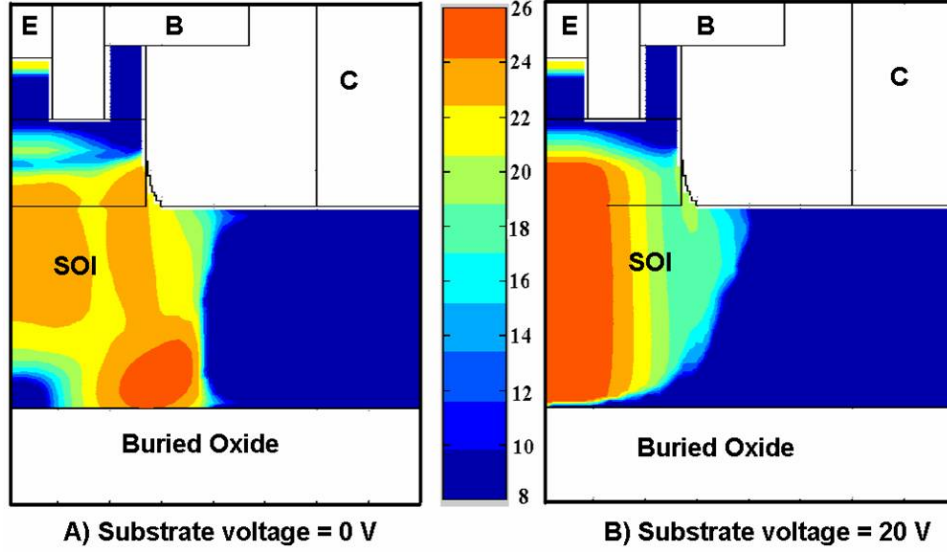 E B C
26
24
22
20
18
16
14
12
10
8
E B C
SOI
SOI
Buried Oxide
Buried Oxide
A) Substrate voltage = 0 V
B) Substrate voltage = 20 V